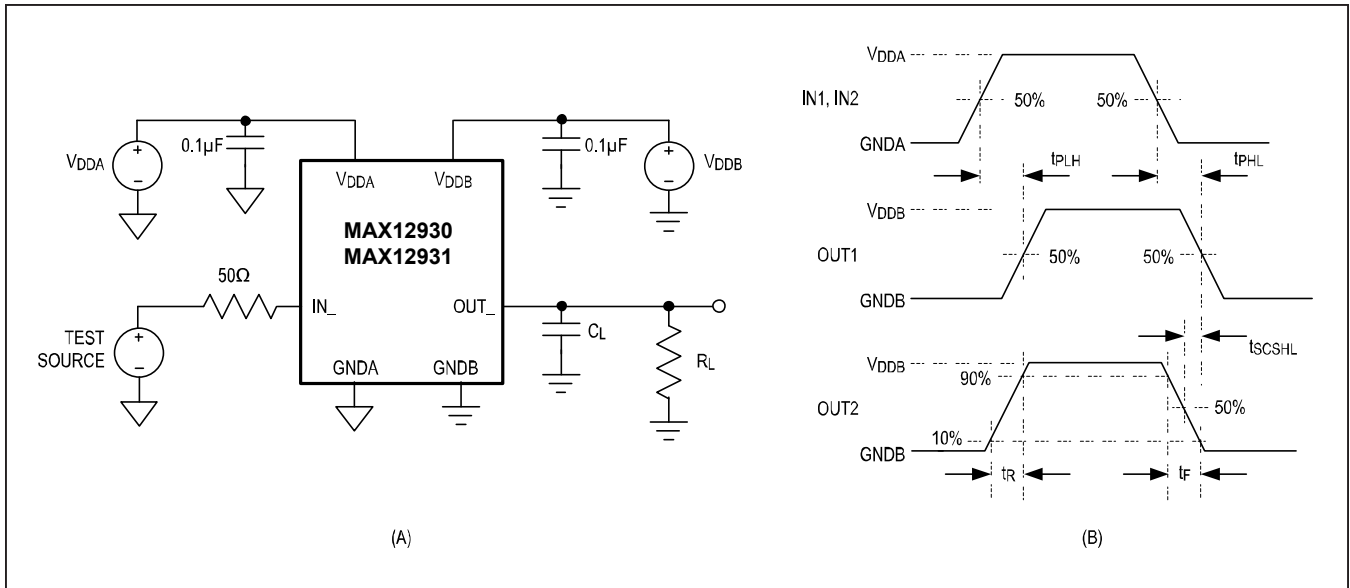 VDDA
0.1µF
0.1µF
VDDB
+
−
+
−
VDDA VDDB
MAX12930
MAX12931
50Ω
IN_
OUT_
TEST
SOURCE
+
−
CL
RL
GNDA GNDB
(A)
VDDA
IN1, IN2
50% 50%
GNDA
tPLH tPHL
VDDB
OUT1
50% 50%
GNDB
tSCSHL
VDDB
90%
OUT2
50%
10%
GNDB
tR tF
(B)